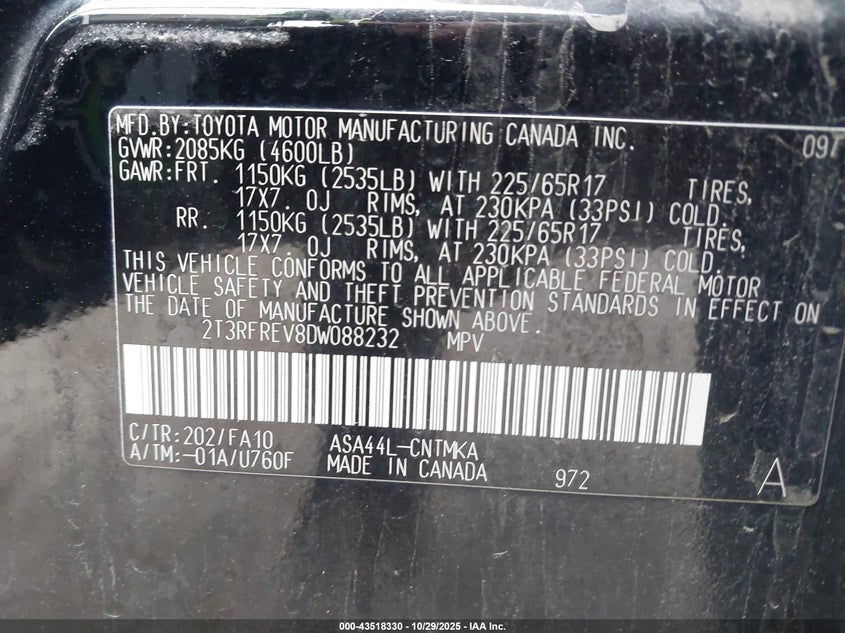 MFD.BY:TOYOTA MOTOR MANUFACTURING CANADA INC. 09/
GVWR:2085KG (4600LB)
GAWR:FRT. 1150KG (2535LB) WITH 225/65R17 TIRES,
17X7. 0J RIMS, AT 230KPA (33PSI) COLD.
RR. 1150KG (2535LB) WITH 225/65R17 TIRES,
17X7. 0J RIMS, AT 230KPA (33PSI) COLD.
THIS VEHICLE CONFORMS TO ALL APPLICABLE FEDERAL MOTOR
VEHICLE SAFETY AND THEFT PREVENTION STANDARDS IN EFFECT ON
THE DATE OF MANUFACTURE SHOWN ABOVE.
2T3RFREV8DW088232 MPV
C/TR:202/FA10 ASA44L-CNTMKA
A/TM:-01A/U760F MADE IN CANADA 972 A
000-43518330 - 10/29/2025 - IAA Inc.